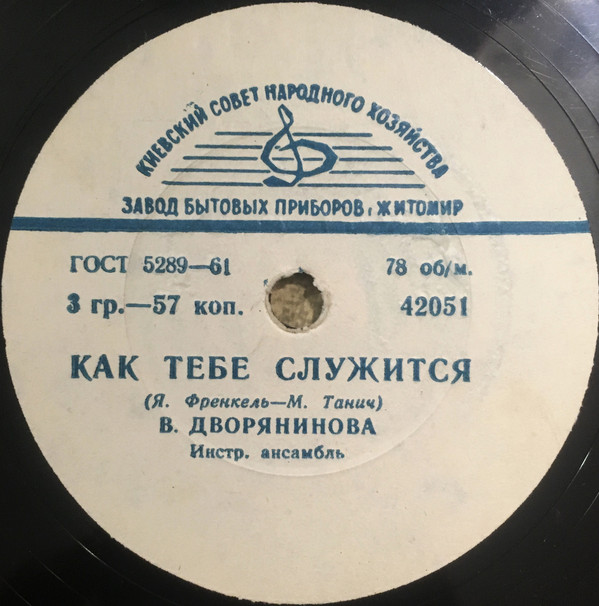 КИЕВСКИЙ СОВЕТ НАРОДНОГО ХОЗЯЙСТВА
ЗАВОД БЫТОВЫХ ПРИБОРОВ г ЖИТОМИР
ГОСТ 5289—61 78 об/м.
3 гр.—57 коп. 42051
КАК ТЕБЕ СЛУЖИТСЯ
(Я. Френкель—М. Танич)
В. ДВОРЯНИНОВА
Инстр. ансамбль